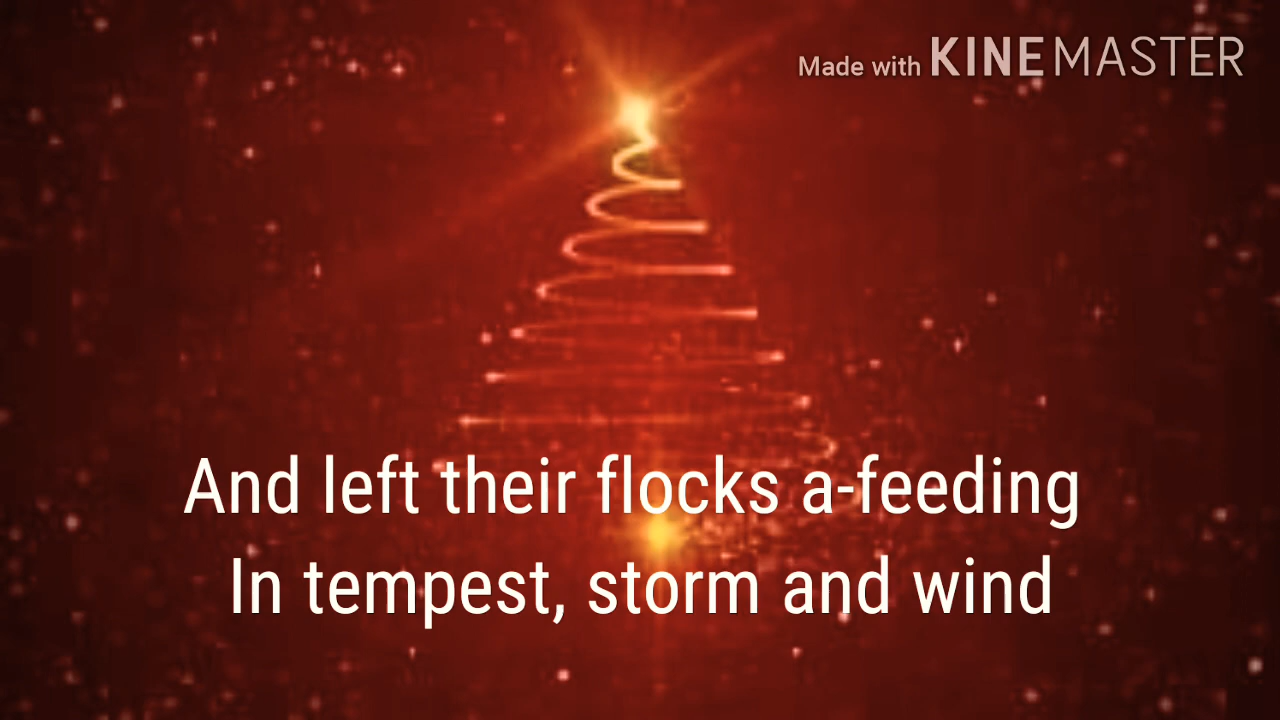 Made with KINEMASTER
And left their flocks a-feeding
In tempest, storm and wind